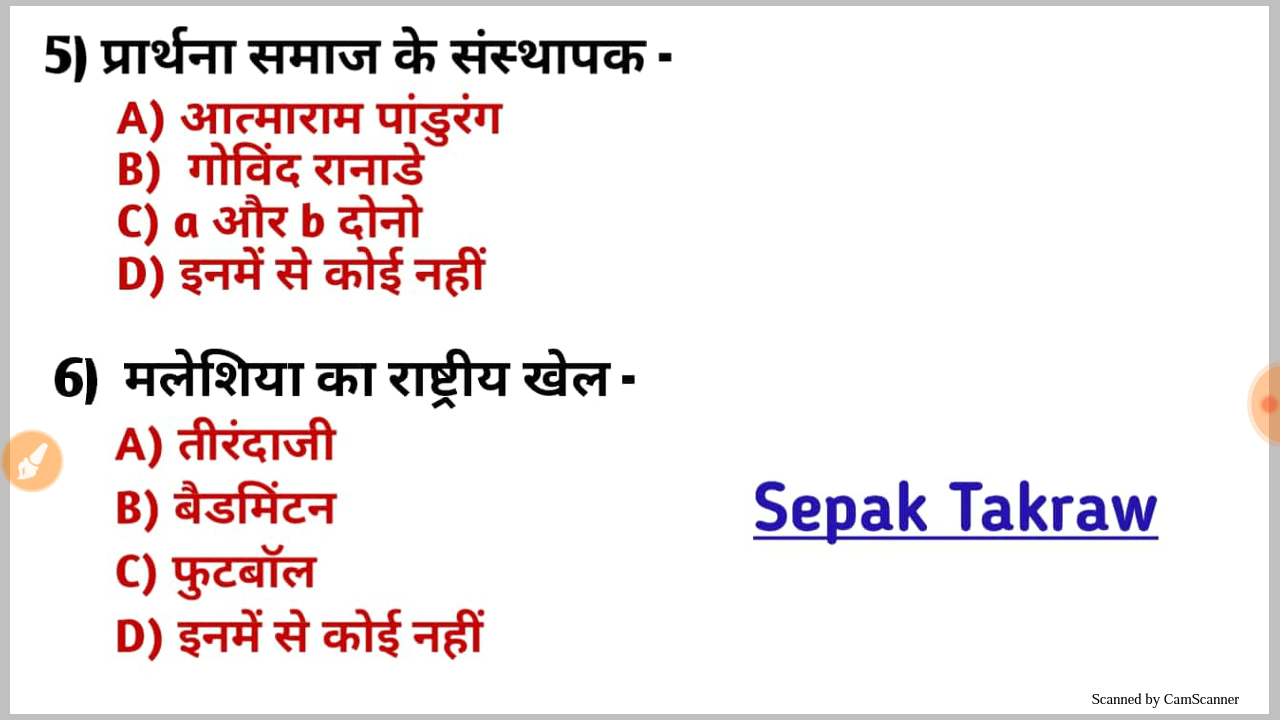 5) प्रार्थना समाज के संस्थापक -
A) आत्माराम पांडुरंग
B) गोविंद रानाडे
C) a और b दोनो
D) इनमें से कोई नहीं
6) मलेशिया का राष्ट्रीय खेल -
A) तीरंदाजी
B) बैडमिंटन
C) फुटबॉल
D) इनमें से कोई नहीं
Sepak Takraw
Scanned by CamScanner